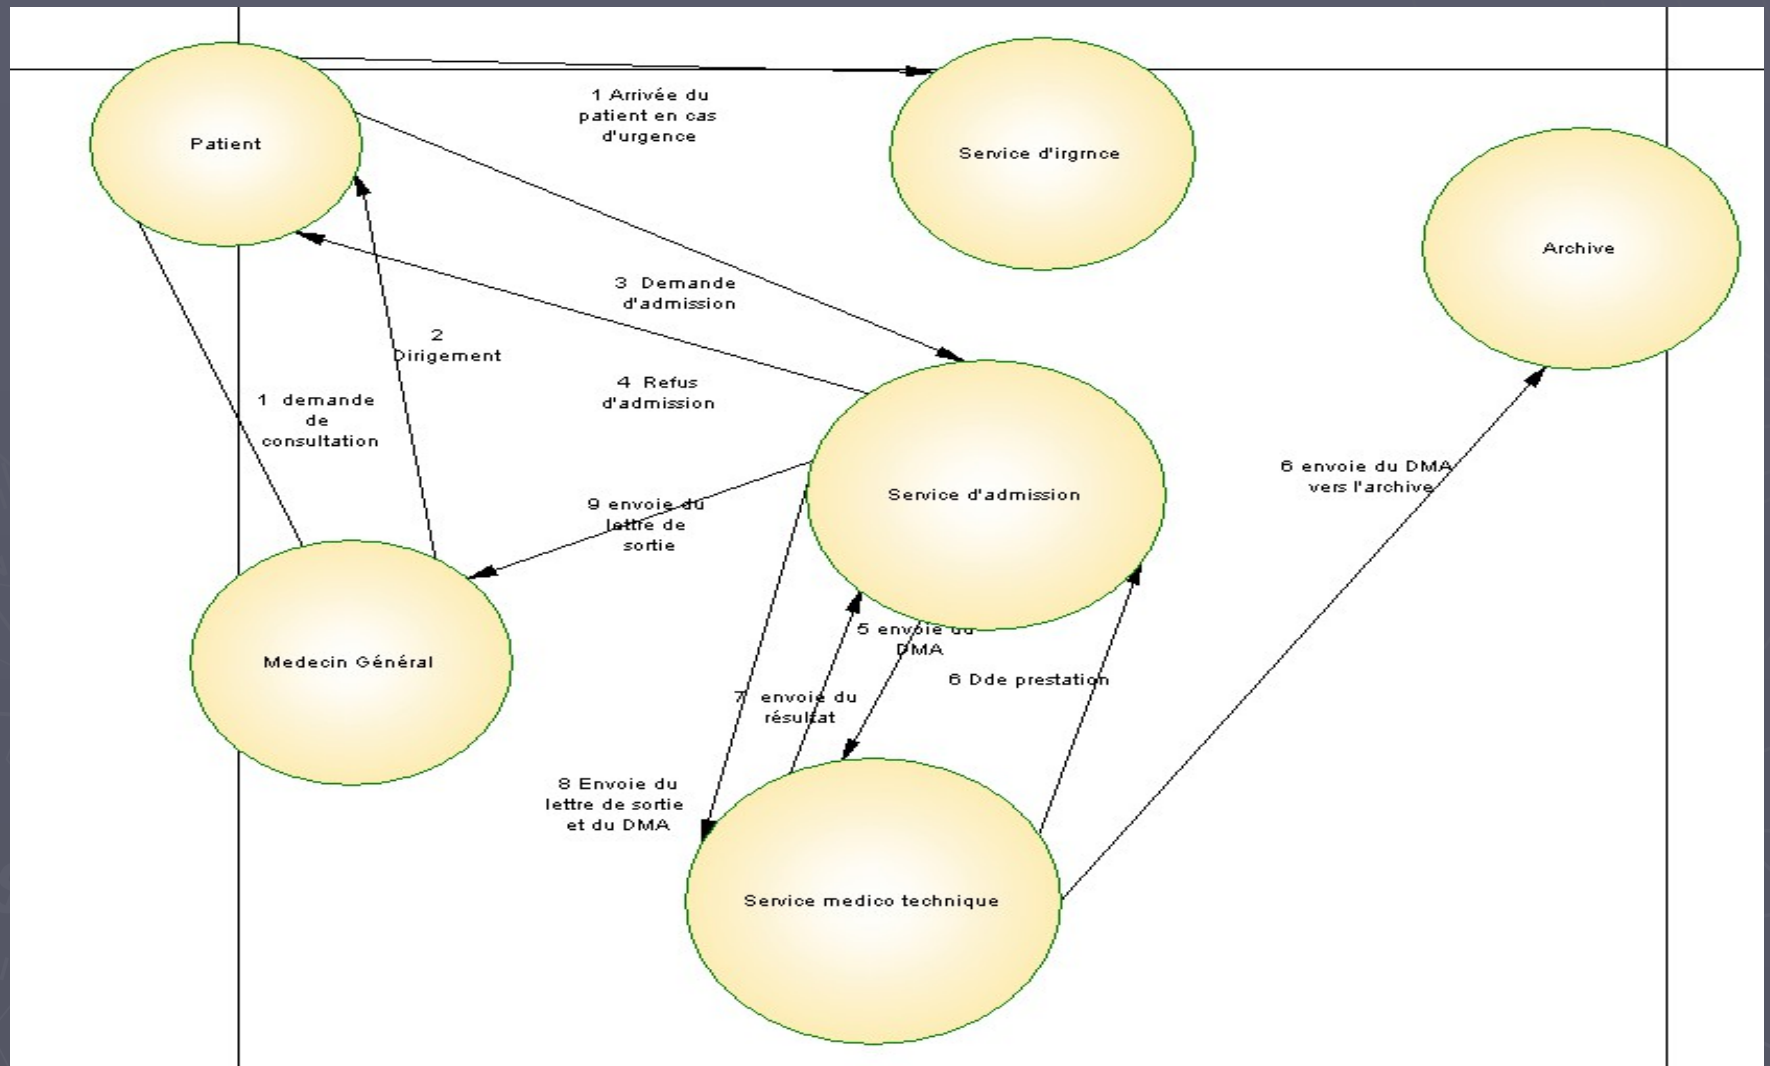 1 Arrivée du
patient en cas
d'urgence
Patient
Service d'irgrnce
Archive
3 Demande
d'admission
2
Dirigement
4 Refus
d'admission
1 demande
de
consultation
6 envoie du DMA
vers l'archive
Service d'admission
9 envoie du
lettre de
sortie
5 envoie du
DMA
Medecin Général
6 Dde prestation
7 envoie du
résultat
8 Envoie du
lettre de sortie
et du DMA
Service medico technique